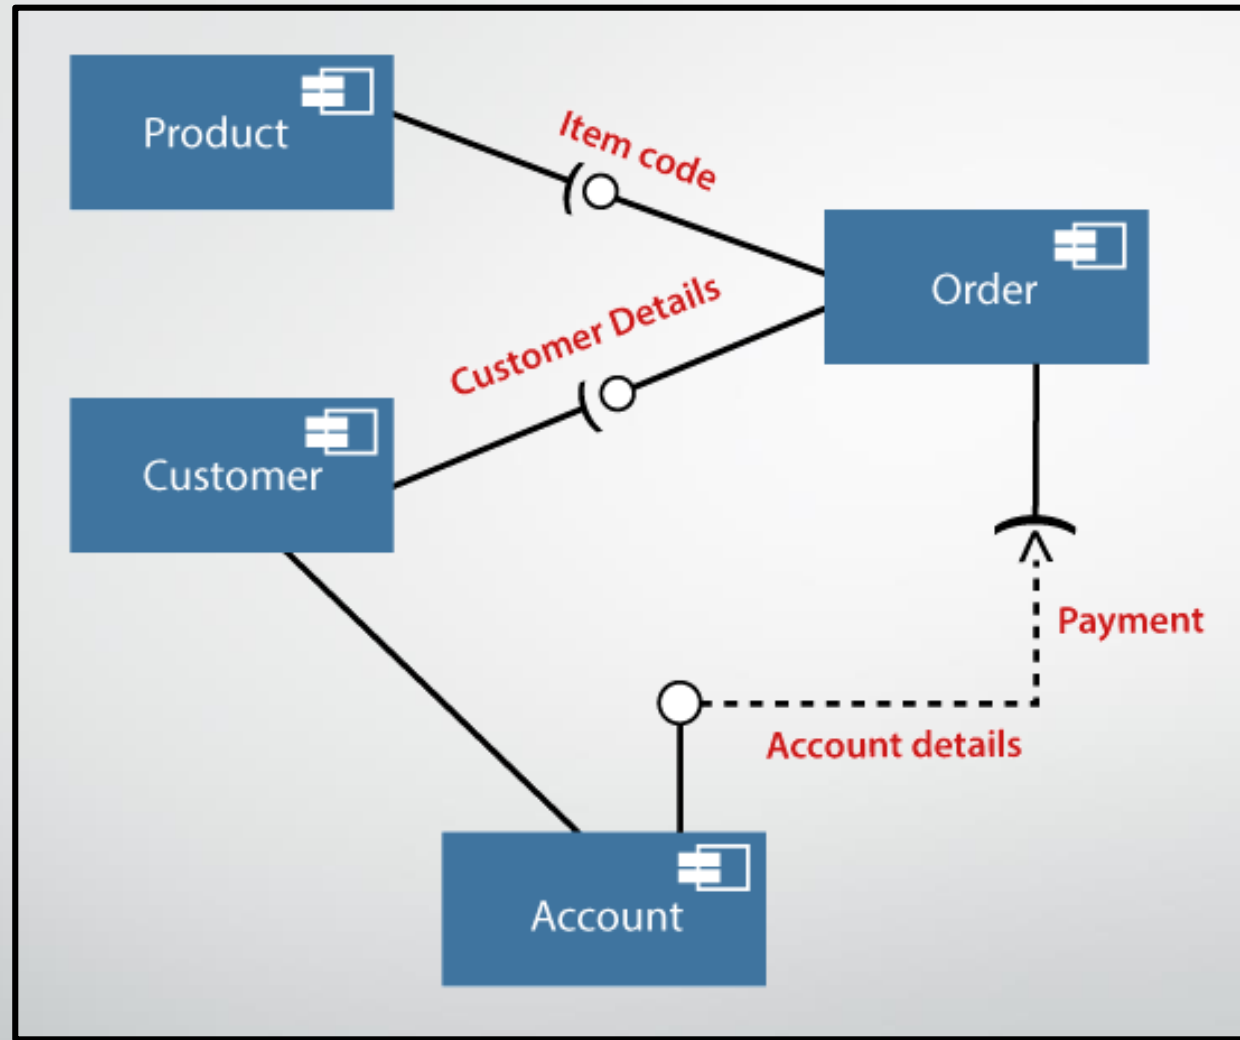 Product
Item code
Order
Customer Details
Customer
Payment
Account details
Account